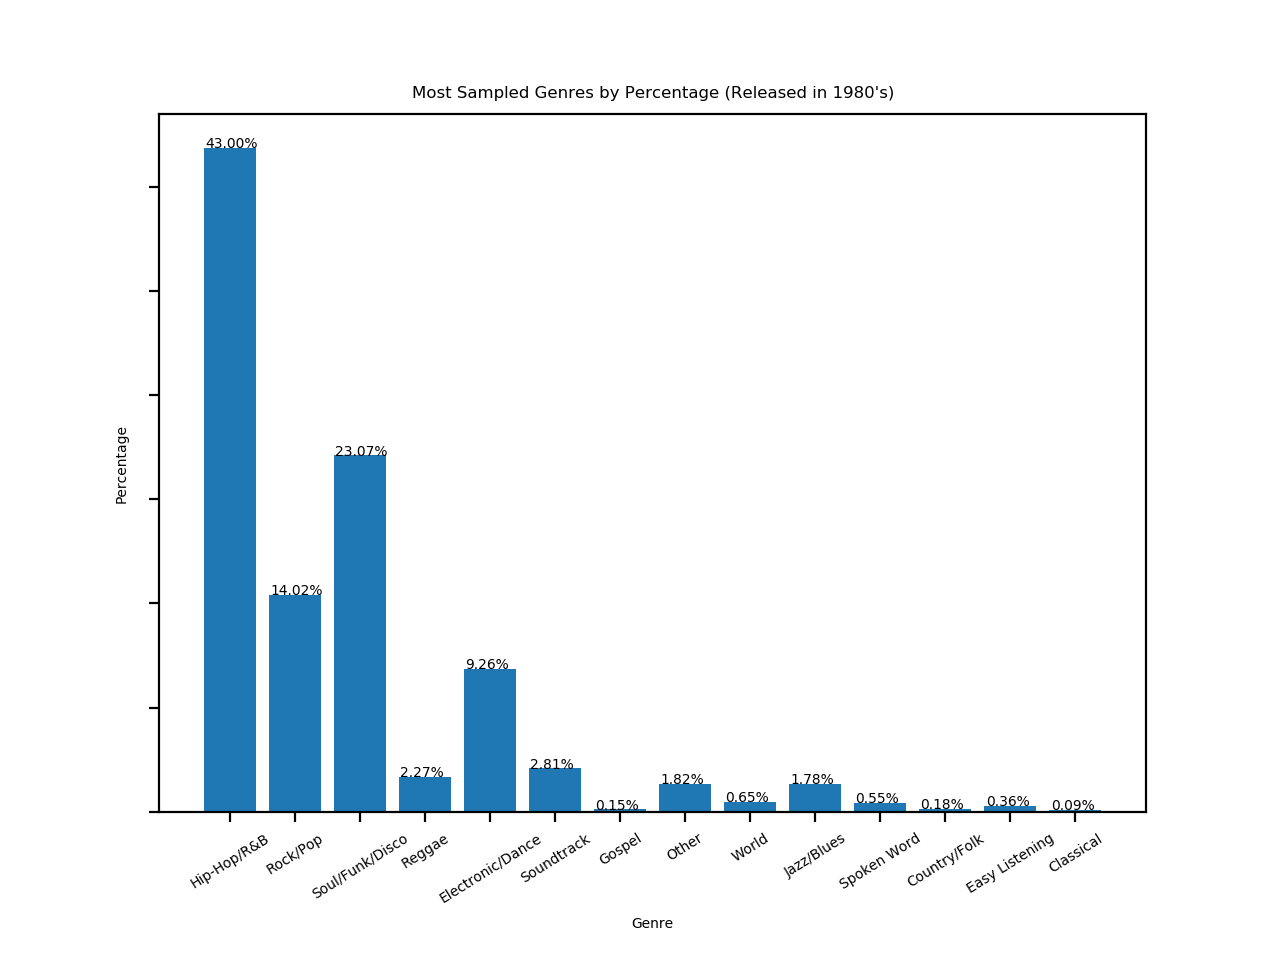 Most Sampled Genres by Percentage (Released in 1980's)
43.00%
14.02%
23.07%
2.27%
9.26%
2.81%
0.15%
1.82%
0.65%
1.78%
0.55%
0.18%
0.36%
0.09%
Percentage
Hip-Hop/R&B
Rock/Pop
Soul/Funk/Disco
Reggae
Electronic/Dance
Soundtrack
Gospel
Other
World
Jazz/Blues
Spoken Word
Country/Folk
Easy Listening
Classical
Genre